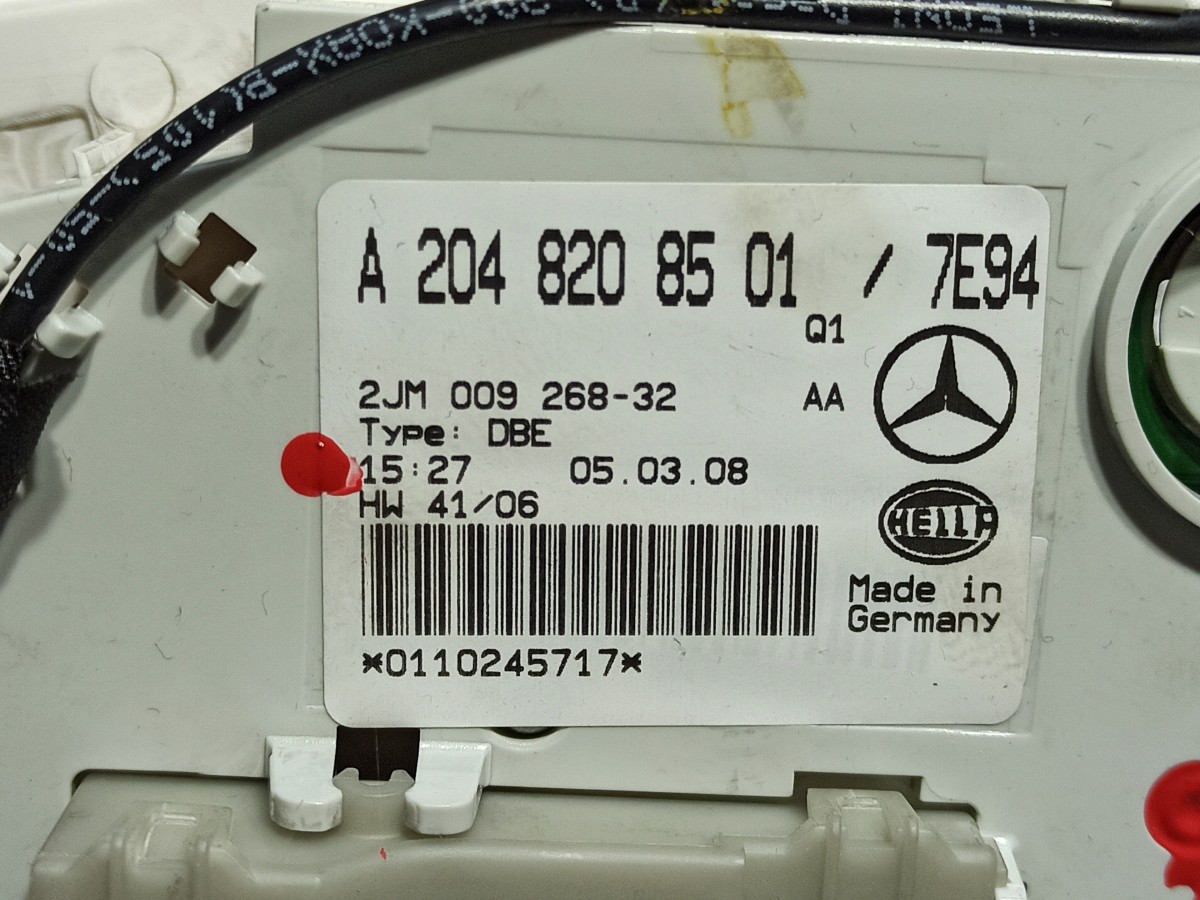 A 204 820 85 01 / 7E94
Q1
2JM 009 268-32 AA
Type: DBE
15:27 05.03.08
HW 41/06
HELLA
Made in
Germany
*0110245717*